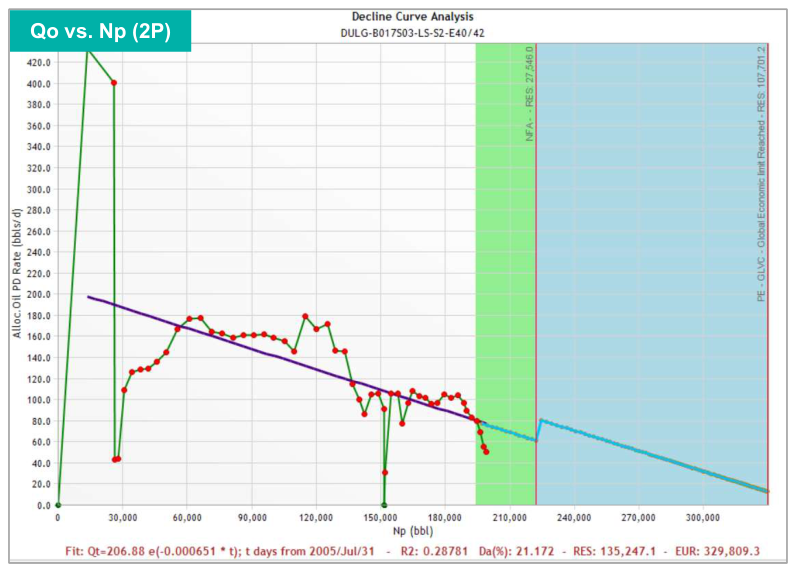 Qo vs. Np (2P)
Decline Curve Analysis
DULG-B017S03-LS-S2-E40/42
Alloc.Oil PD Rate (bbls/d)
420.0
400.0
380.0
360.0
340.0
320.0
300.0
280.0
260.0
240.0
220.0
200.0
180.0
160.0
140.0
120.0
100.0
80.0
60.0
40.0
20.0
0.0
NFA - - RES: 27,546.0
PE - GLVC - Global Economic limit Reached - RES: 107,701.2
0 30,000 60,000 90,000 120,000 150,000 180,000 210,000 240,000 270,000 300,000
Np (bbl)
Fit: Qt=206.88 e(-0.000651 * t); t days from 2005/Jul/31 - R2: 0.28781 Da(%): 21.172 - RES: 135,247.1 - EUR: 329,809.3